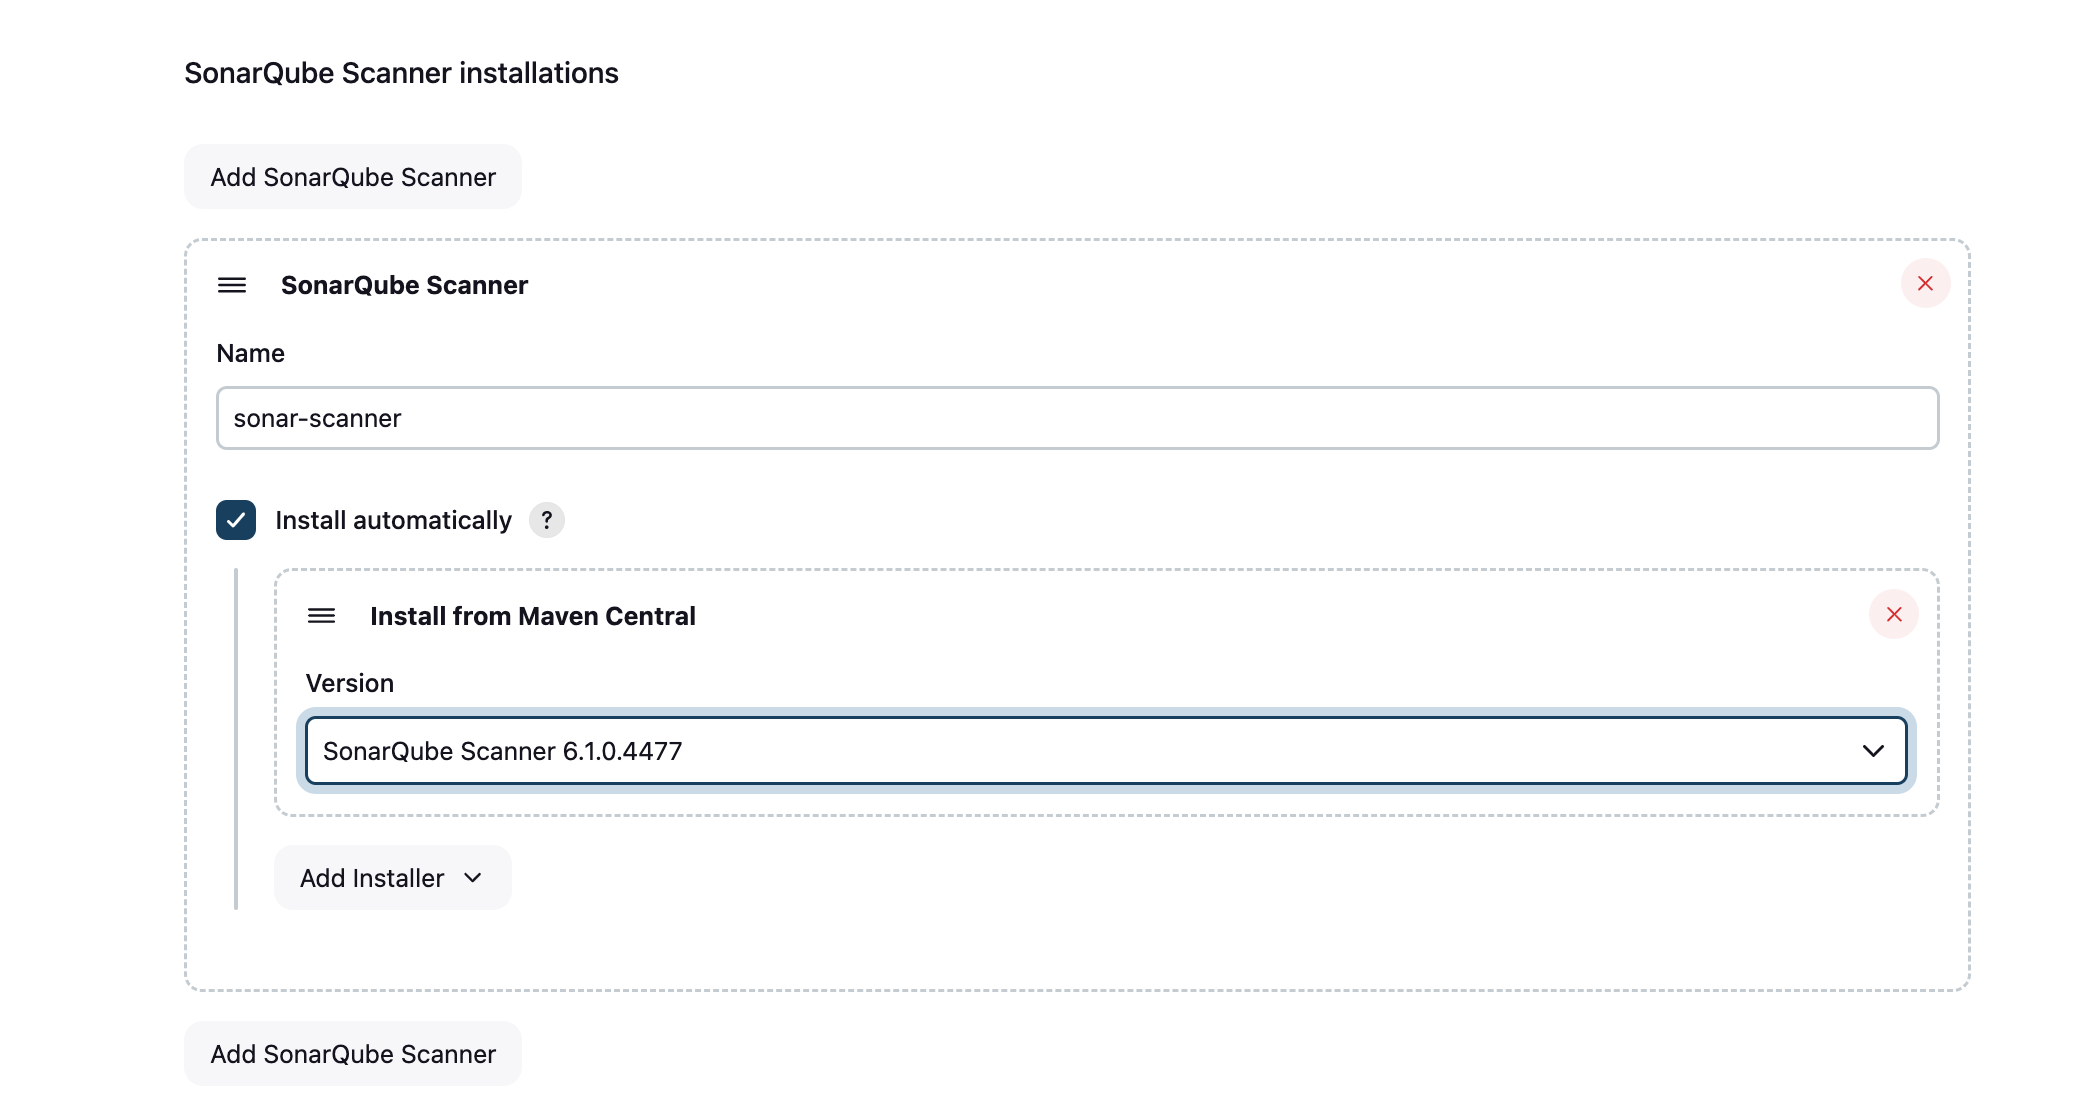 SonarQube Scanner installations
Add SonarQube Scanner
SonarQube Scanner
Name
sonar-scanner
Install automatically ?
Install from Maven Central
Version
SonarQube Scanner 6.1.0.4477
Add Installer
Add SonarQube Scanner